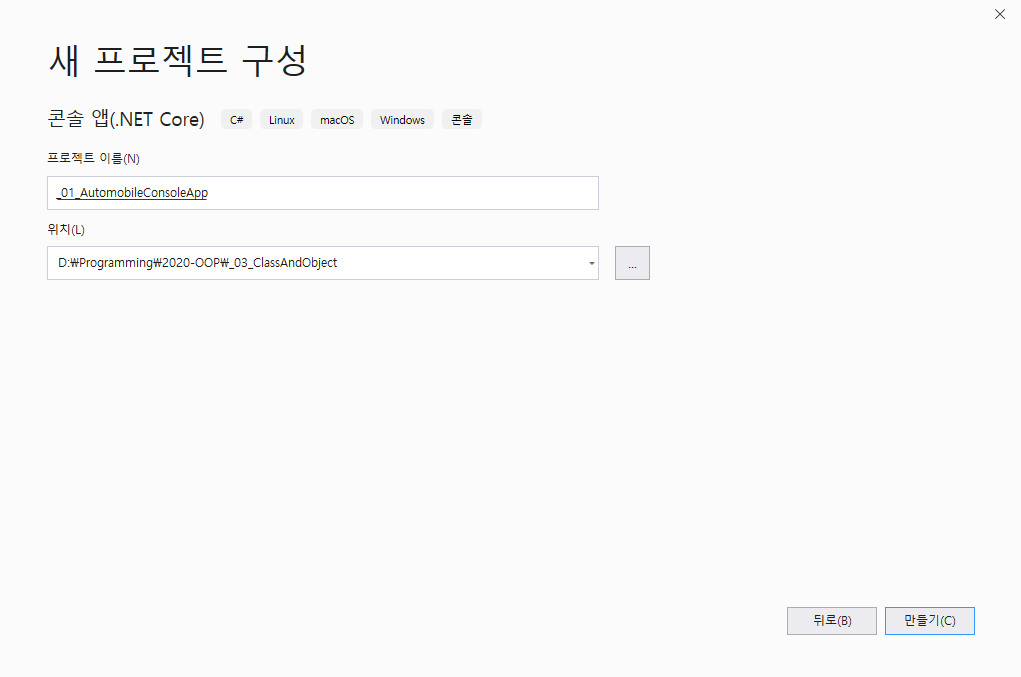 새 프로젝트 구성
콘솔 앱(.NET Core) C# Linux macOS Windows 콘솔
프로젝트 이름(N)
_01_AutomobileConsoleApp
위치(L)
D:₩Programming₩2020-OOP₩_03_ClassAndObject
...
뒤로(B) 만들기(C)